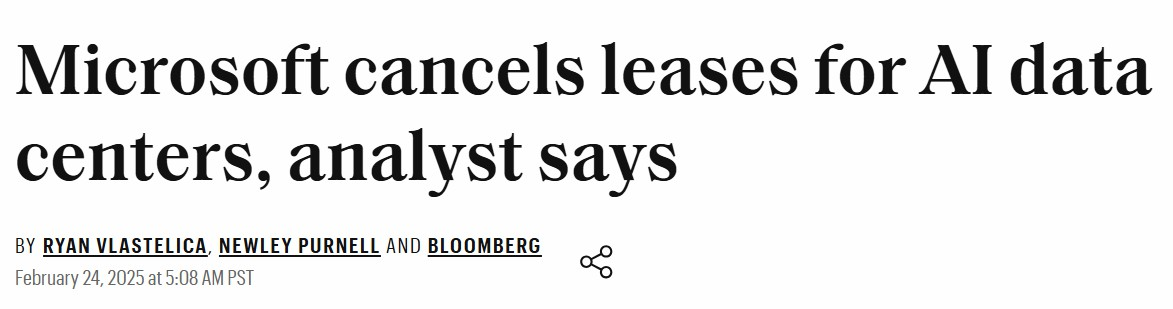 Microsoft cancels leases for AI data
centers, analyst says
BY RYAN VLASTELICA, NEWLEY PURNELL AND BLOOMBERG
February 24, 2025 at 5:08 AM PST